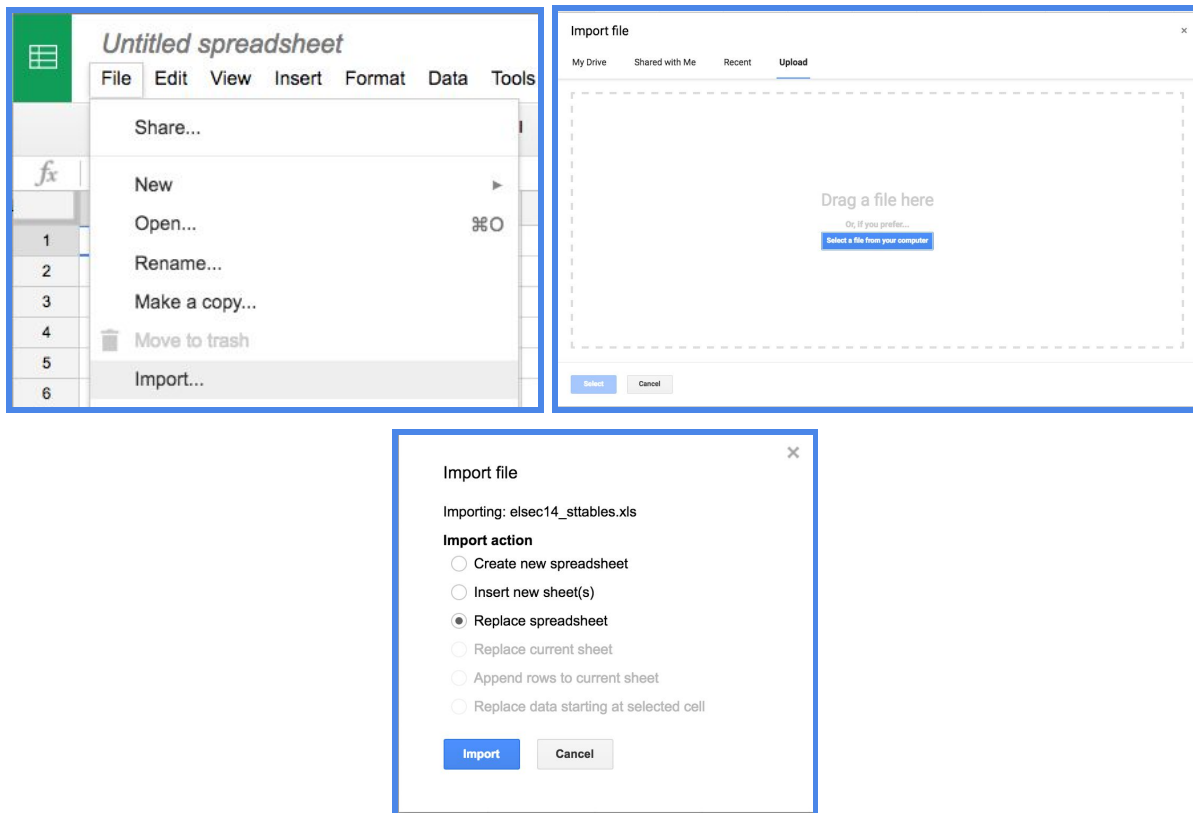 Untitled spreadsheet
File Edit View Insert Format Data Tools
Share...
fx
New ►
Open... ⌘O
1
Rename...
2
Make a copy...
3
Move to trash
4
Import...
5
6
Import file ×
My Drive Shared with Me Recent Upload
Drag a file here
Or, if you prefer...
Select a file from your computer
Select Cancel
×
Import file
Importing: elsec14_sttables.xls
Import action
Create new spreadsheet
Insert new sheet(s)
Replace spreadsheet
Replace current sheet
Append rows to current sheet
Replace data starting at selected cell
Import Cancel